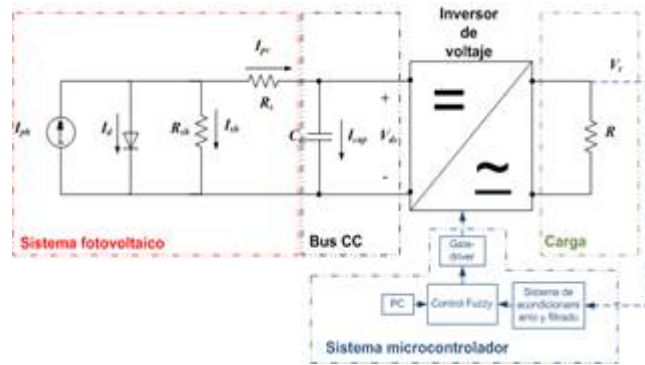 Inversor
de
voltaje
I_pv
V_r
I_ph
I_d
R_sh
I_sh
R_s
C
I_cap
+
V_dc
-
R
Sistema fotovoltaico
Bus CC
Carga
Gate-
driver
PC
Control Fuzzy
Sistema de
acondicionami
ento y filtrado
Sistema microcontrolador